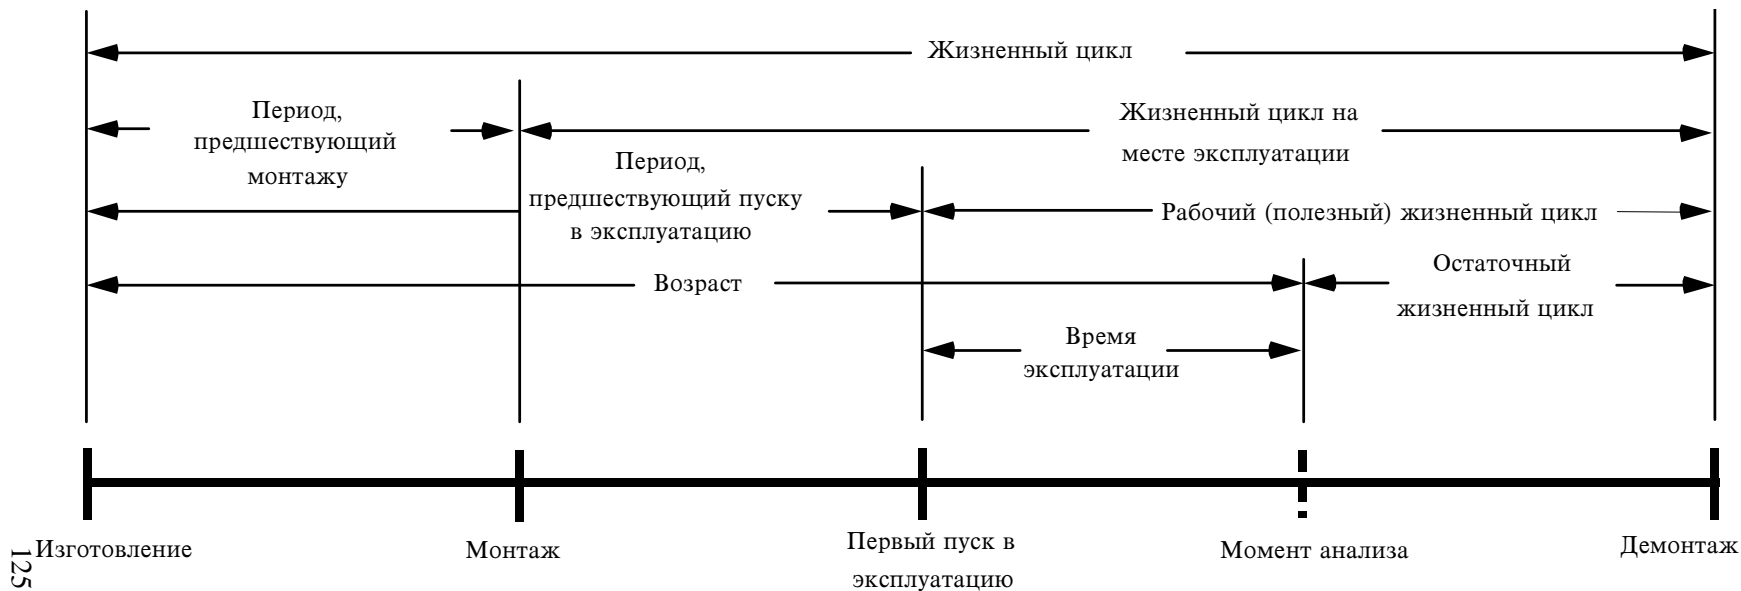 Жизненный цикл
Период,
предшествующий
монтажу
Жизненный цикл на
месте эксплуатации
Период,
предшествующий пуску
в эксплуатацию
Рабочий (полезный) жизненный цикл
Возраст
Остаточный
жизненный цикл
Время
эксплуатации
Изготовление
Монтаж
Первый пуск в
эксплуатацию
Момент анализа
Демонтаж
125